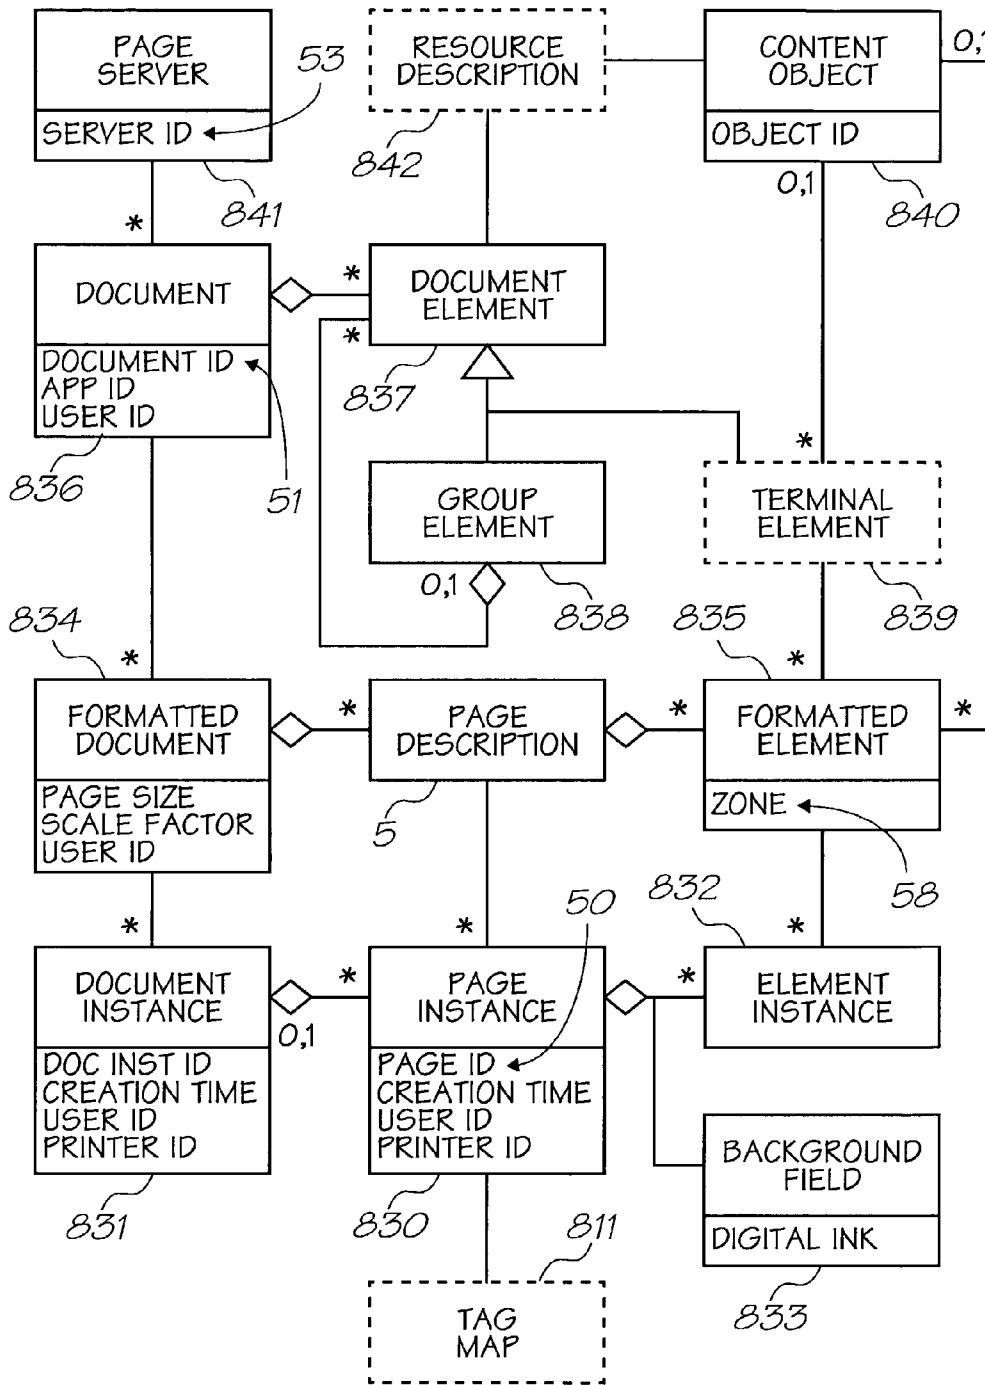 PAGE
SERVER
SERVER ID
53
841
*
RESOURCE
DESCRIPTION
842
CONTENT
OBJECT
0,1
OBJECT ID
0,1
840
DOCUMENT
DOCUMENT ID
APP ID
USER ID
836
51
*
*
DOCUMENT
ELEMENT
837
GROUP
ELEMENT
0,1
838
*
TERMINAL
ELEMENT
839
834
*
FORMATTED
DOCUMENT
PAGE SIZE
SCALE FACTOR
USER ID
*
PAGE
DESCRIPTION
5
835
*
*
FORMATTED
ELEMENT
*
ZONE
58
*
DOCUMENT
INSTANCE
0,1
DOC INST ID
CREATION TIME
USER ID
PRINTER ID
831
50
*
*
PAGE
INSTANCE
PAGE ID
CREATION TIME
USER ID
PRINTER ID
830
832
*
*
ELEMENT
INSTANCE
BACKGROUND
FIELD
DIGITAL INK
833
811
TAG
MAP